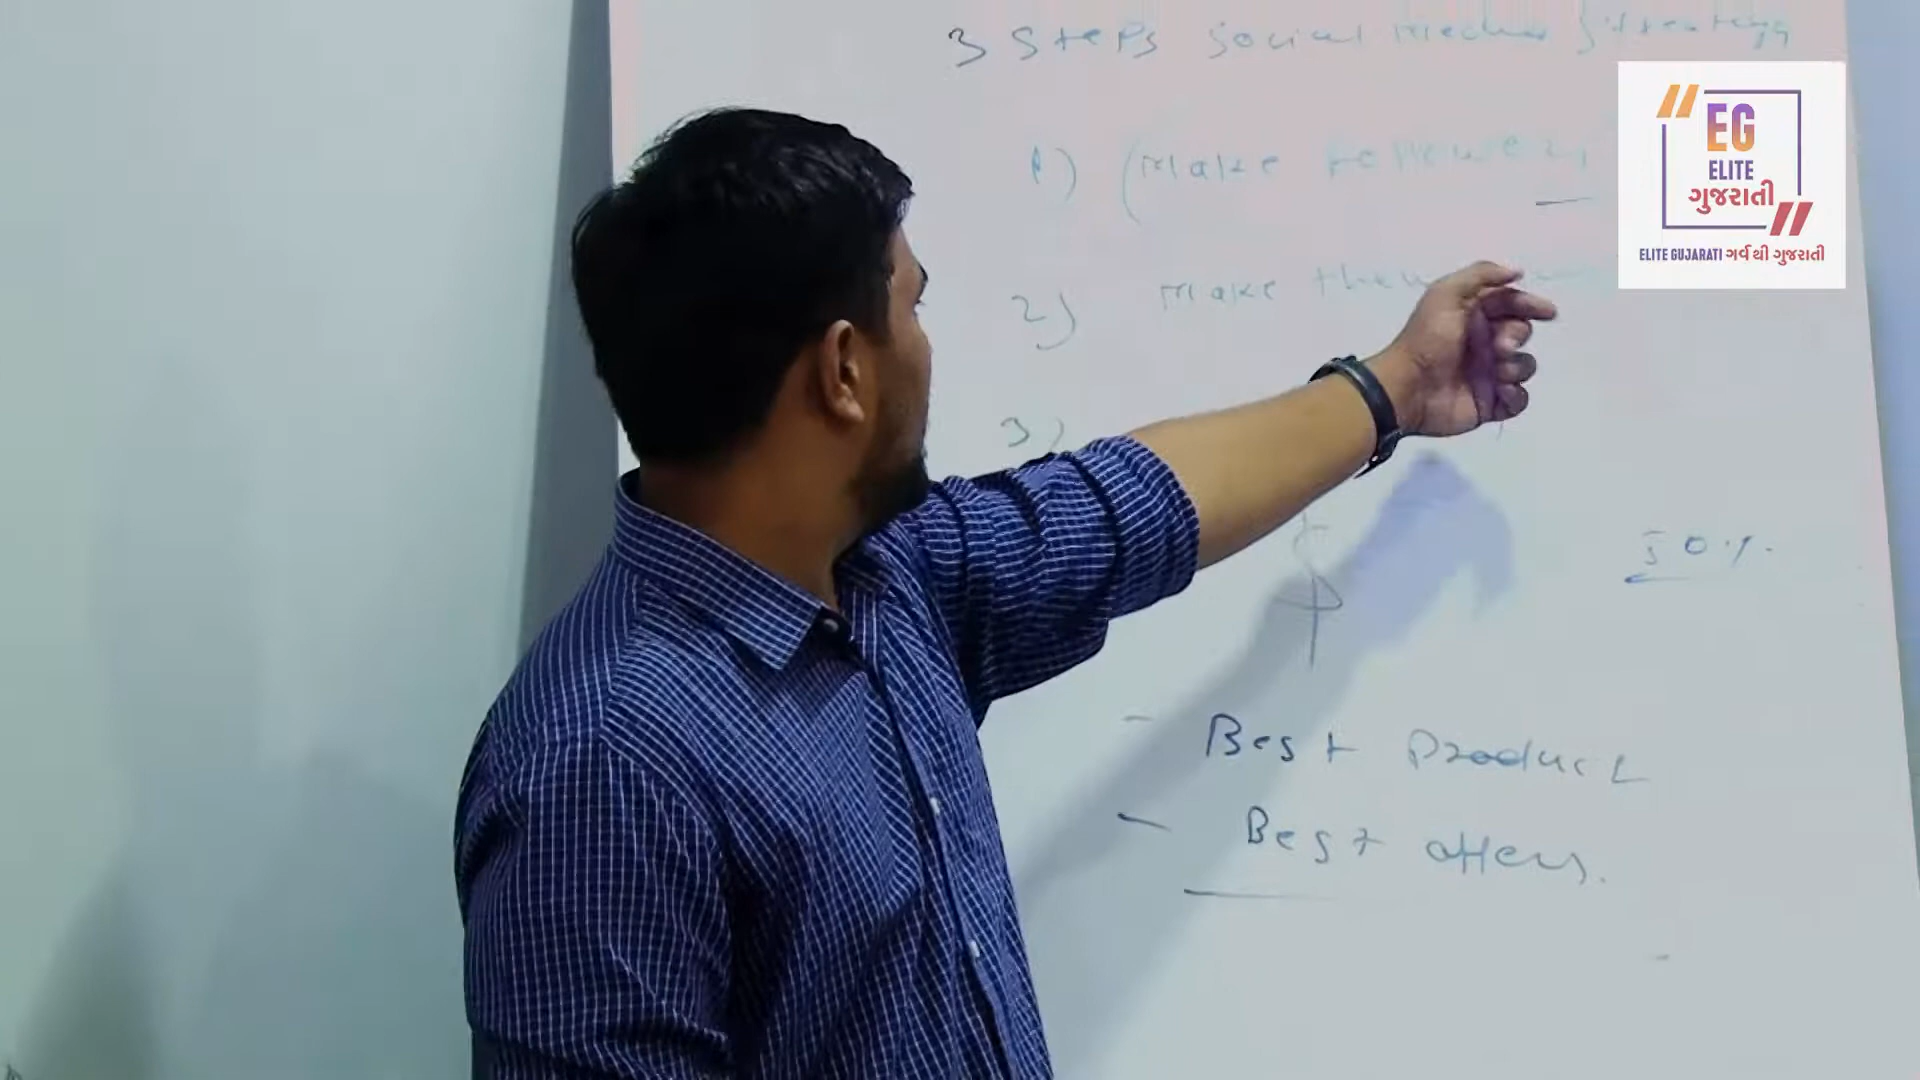 3 Steps Social media Strategy
1) (Make followers,
2) Make them
3)
50%.
- Best Product
- Best offers.
EG
ELITE
ગુજરાતી
ELITE GUJARATI ગર્વ થી ગુજરાતી